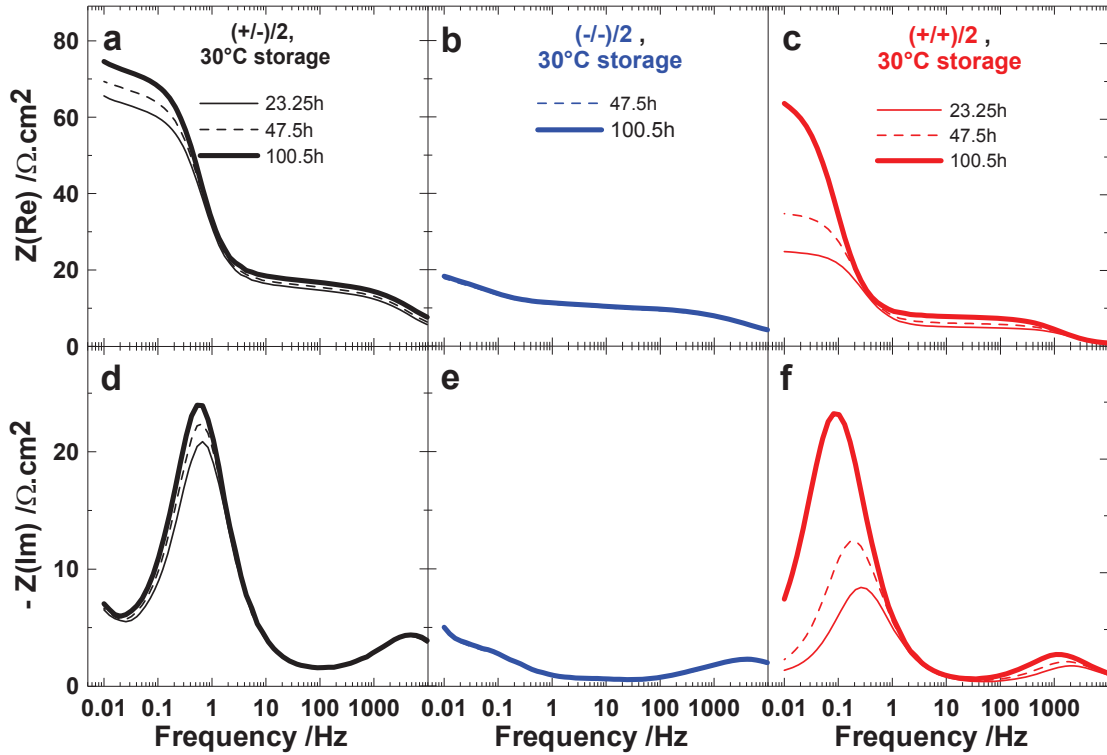 a
(+/-)/2,
30°C storage
23.25h
47.5h
100.5h
b
(-/-)/2 ,
30°C storage
47.5h
100.5h
c
(+/+)/2 ,
30°C storage
23.25h
47.5h
100.5h
Z(Re) /Ω.cm2
80
60
40
20
0
d
e
f
- Z(Im) /Ω.cm2
20
10
0
0.01 0.1 1 10 100 1000
0.01 0.1 1 10 100 1000
0.01 0.1 1 10 100 1000
Frequency /Hz
Frequency /Hz
Frequency /Hz